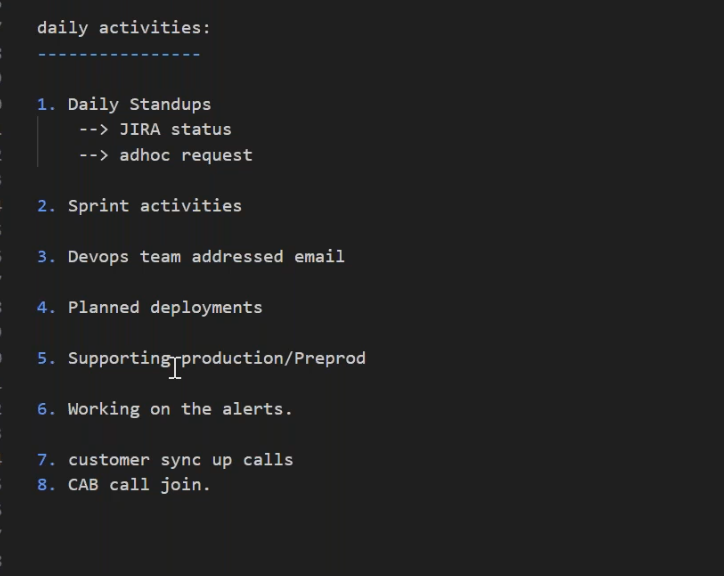 daily activities:
----------------
1. Daily Standups
--> JIRA status
--> adhoc request
2. Sprint activities
3. Devops team addressed email
4. Planned deployments
5. Supporting production/Preprod
6. Working on the alerts.
7. customer sync up calls
8. CAB call join.